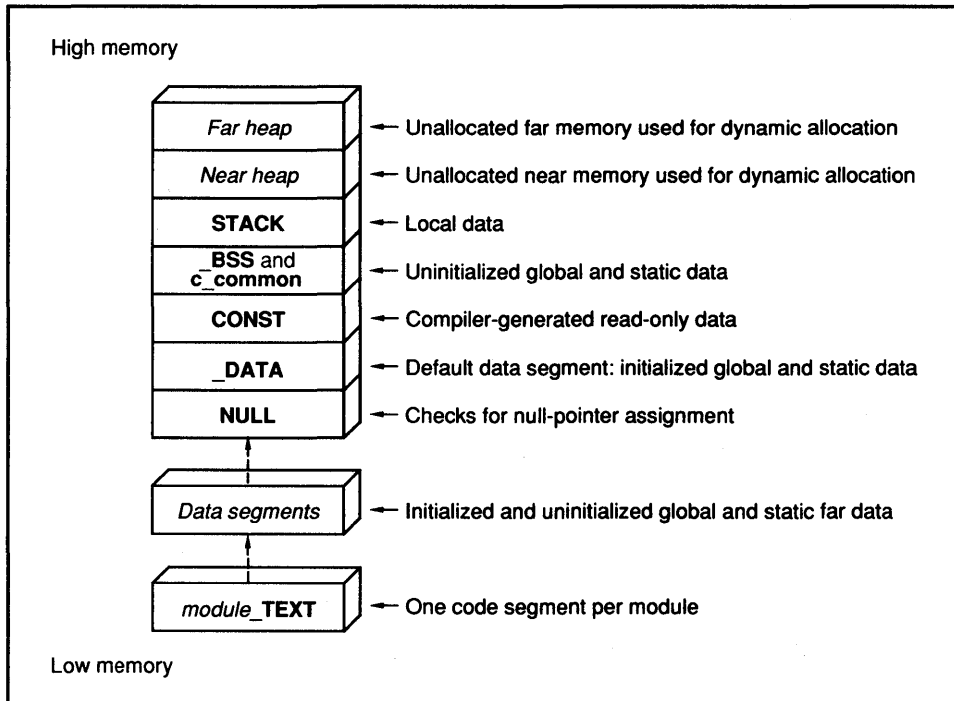 High memory
Far heap
Unallocated far memory used for dynamic allocation
Near heap
Unallocated near memory used for dynamic allocation
STACK
Local data
_BSS and
c_common
Uninitialized global and static data
CONST
Compiler-generated read-only data
_DATA
Default data segment: initialized global and static data
NULL
Checks for null-pointer assignment
Data segments
Initialized and uninitialized global and static far data
module_TEXT
One code segment per module
Low memory